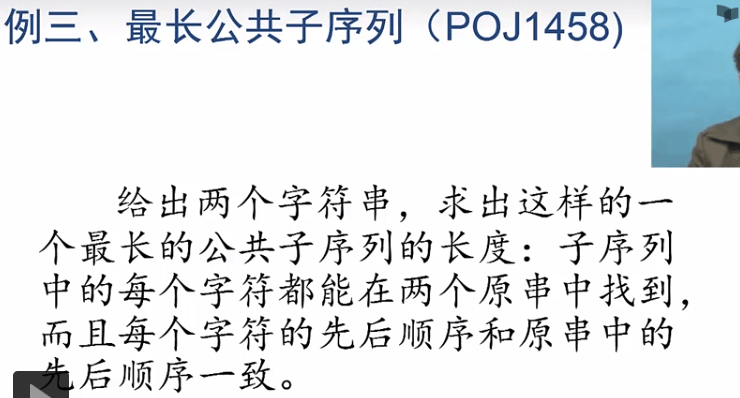 例三、最长公共子序列（POJ1458)
给出两个字符串，求出这样的一
个最长的公共子序列的长度：子序列
中的每个字符都能在两个原串中找到，
而且每个字符的先后顺序和原串中的
先后顺序一致。